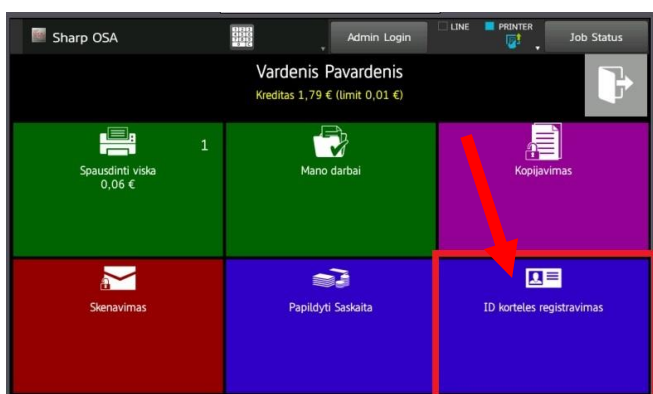 Sharp OSA
Admin Login
LINE
PRINTER
Job Status
Vardenis Pavardenis
Kreditas 1,79 € (limit 0,01 €)
1
Spausdinti viska
0,06 €
Mano darbai
Kopijavimas
Skenavimas
Papildyti Saskaita
ID korteles registravimas